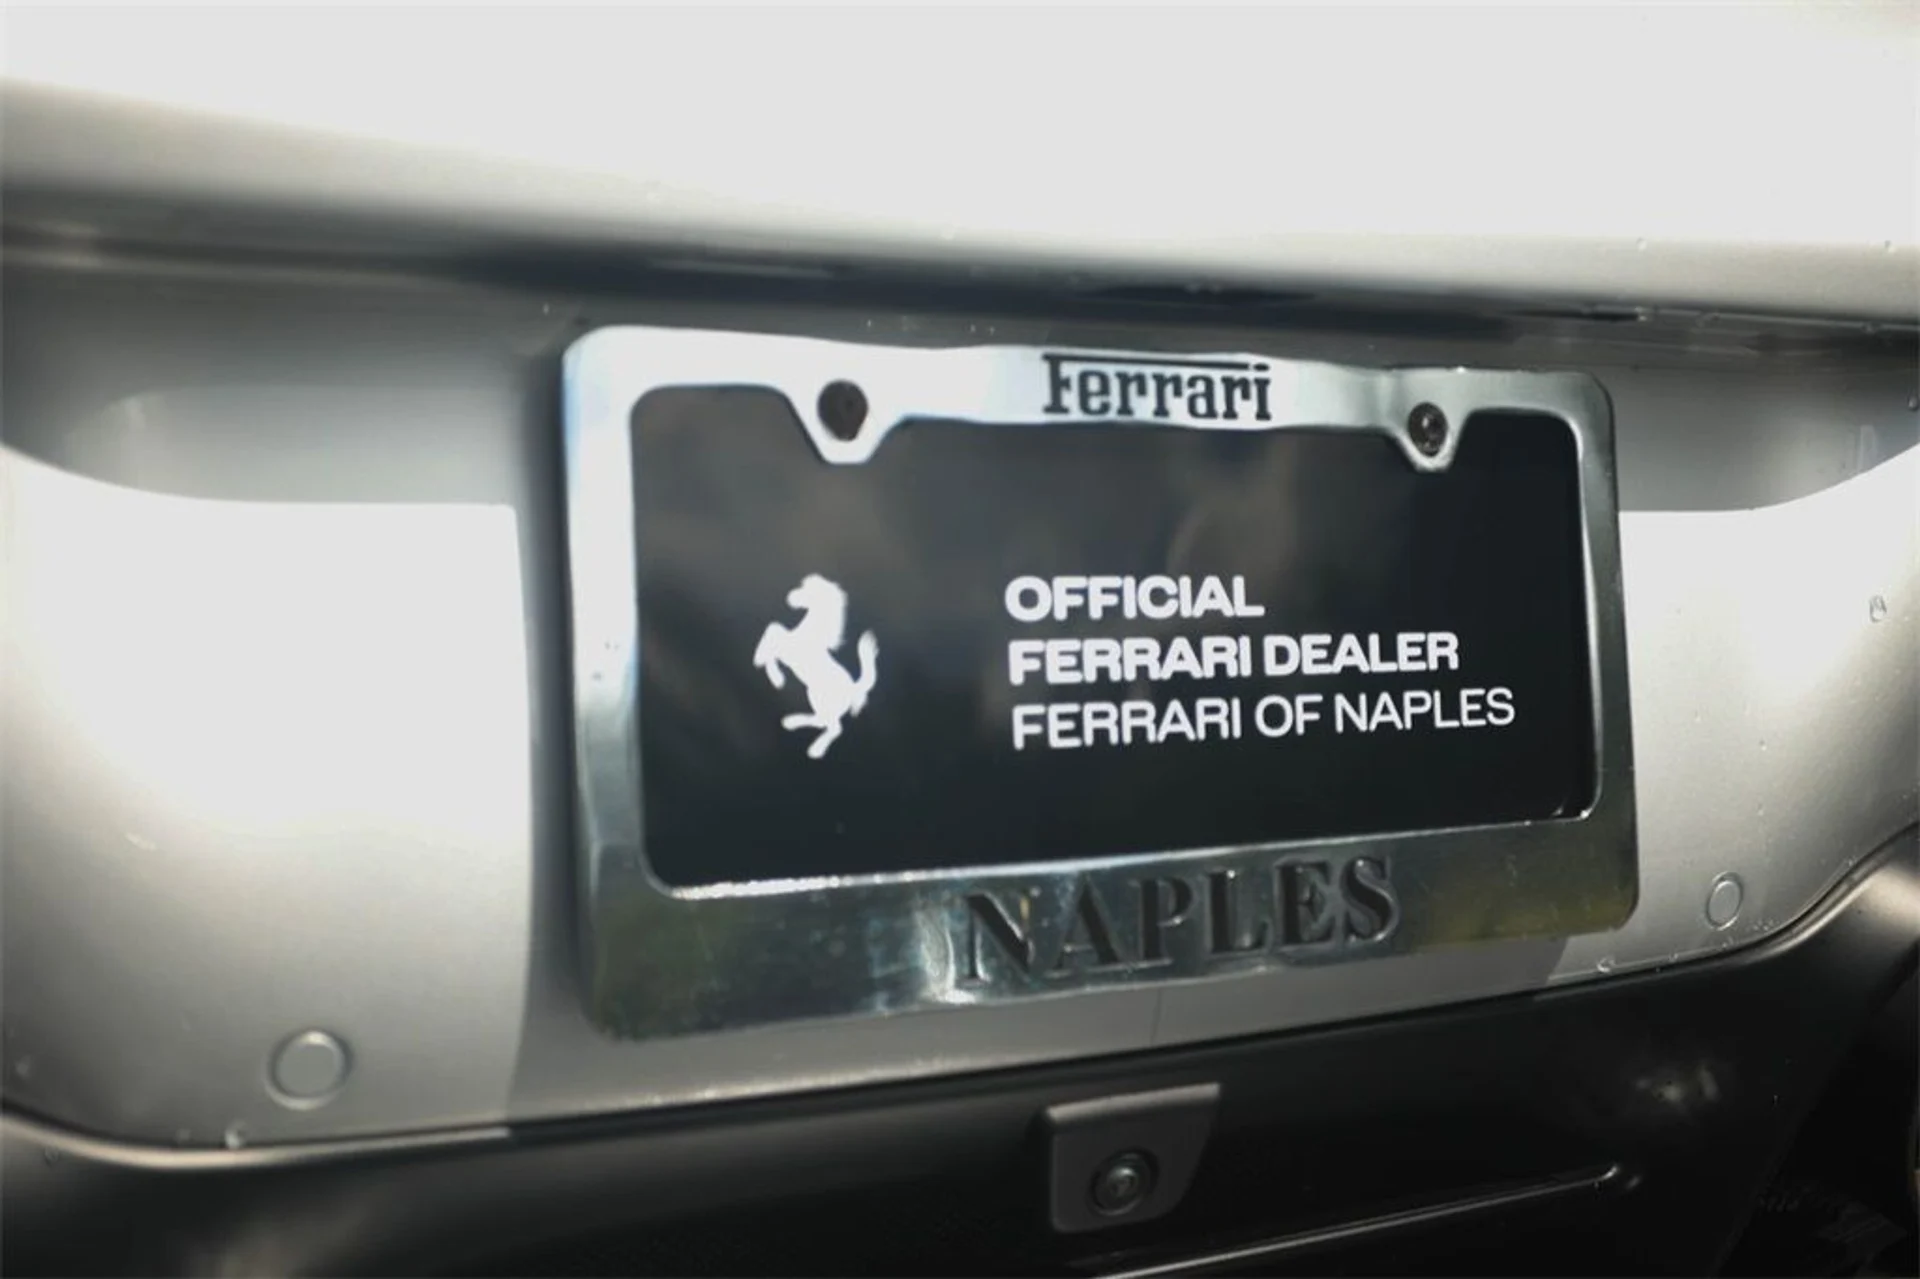 Ferrari
OFFICIAL
FERRARI DEALER
FERRARI OF NAPLES
NAPLES